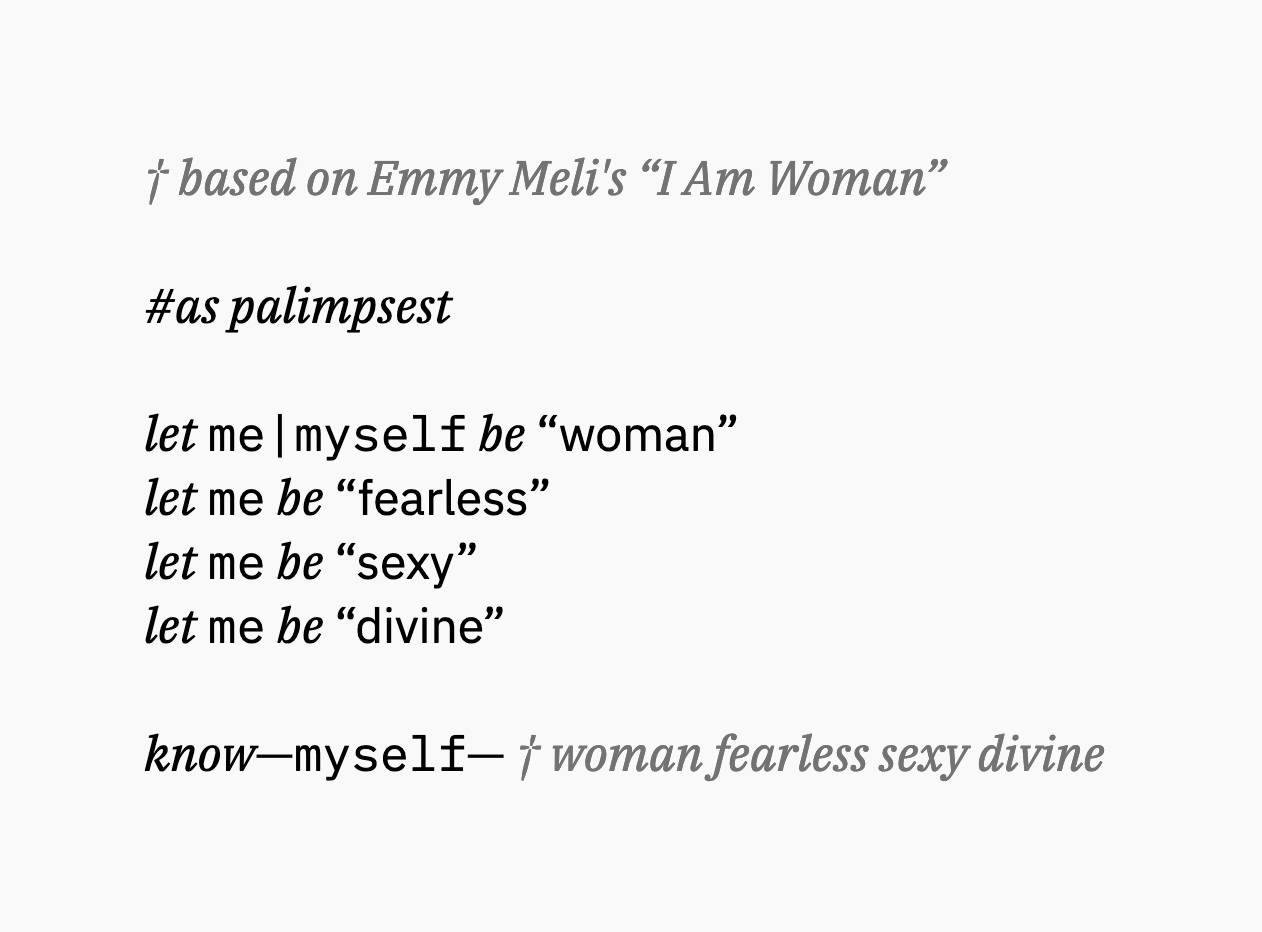 † based on Emmy Meli's “I Am Woman”
#as palimpsest
let me|myself be “woman”
let me be “fearless”
let me be “sexy”
let me be “divine”
know—myself— † woman fearless sexy divine